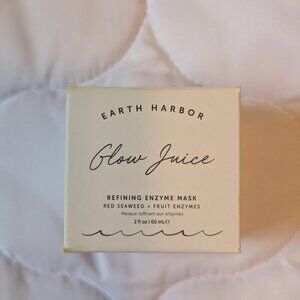 EARTH HARBOR
Glow Juice
REFINING ENZYME MASK
RED SEAWEED + FRUIT ENZYMES
Masque raffinant aux enzymes
2 fl oz | 60 mL ℮